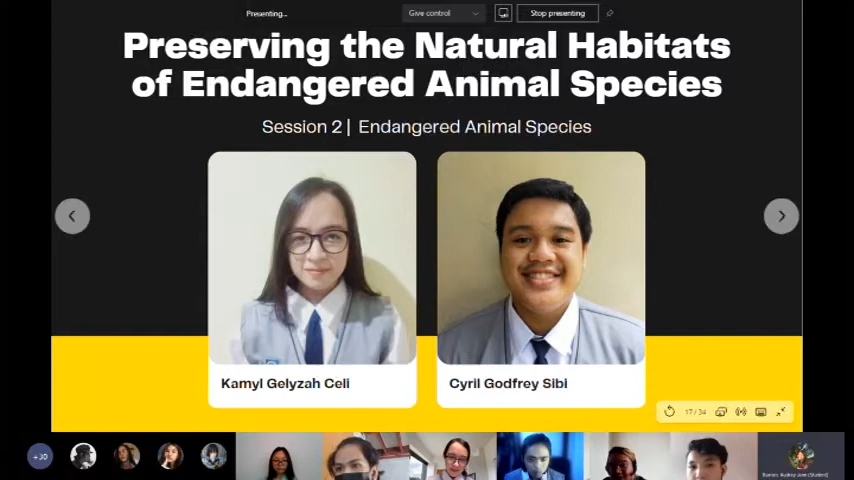 Presenting...
Give control
Stop presenting
Preserving the Natural Habitats
of Endangered Animal Species
Session 2 | Endangered Animal Species
Kamyl Gelyzah Celi
Cyril Godfrey Sibi
17 / 34
+30